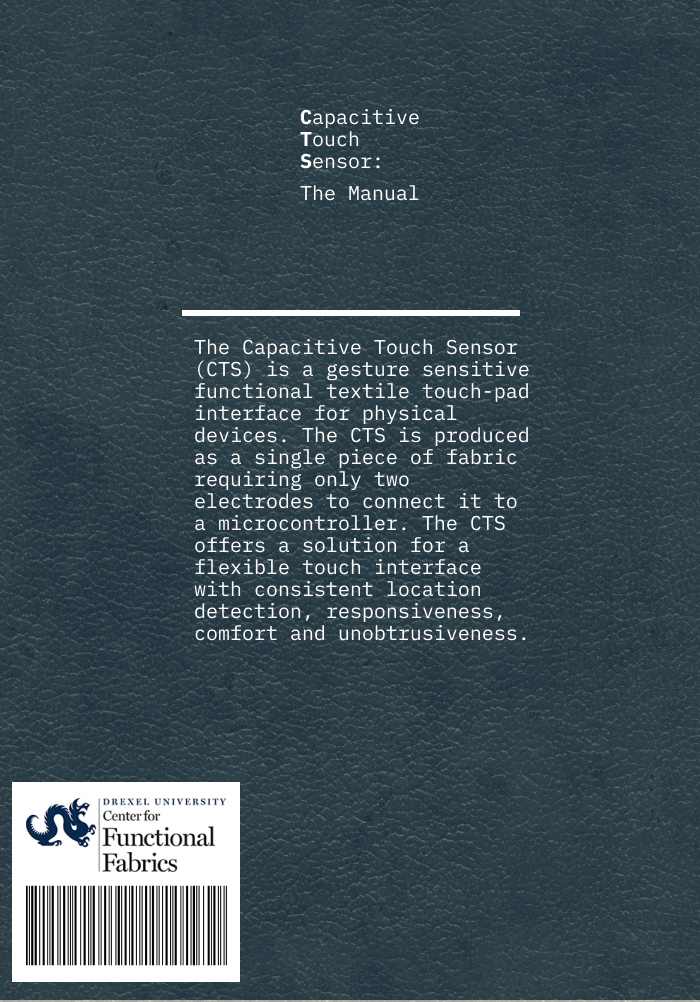 Capacitive
Touch
Sensor:
The Manual
The Capacitive Touch Sensor
(CTS) is a gesture sensitive
functional textile touch-pad
interface for physical
devices. The CTS is produced
as a single piece of fabric
requiring only two
electrodes to connect it to
a microcontroller. The CTS
offers a solution for a
flexible touch interface
with consistent location
detection, responsiveness,
comfort and unobtrusiveness.
DREXEL UNIVERSITY
Center for
Functional
Fabrics